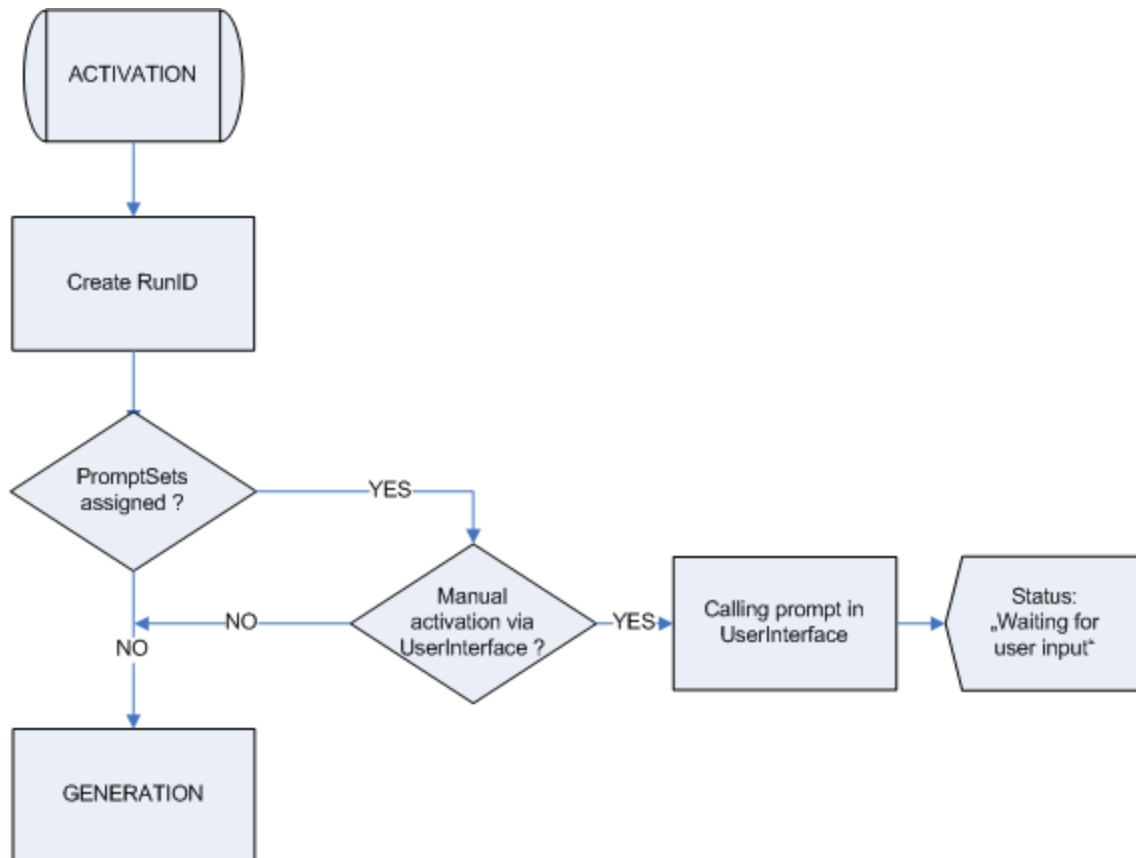 ACTIVATION
Create RunID
PromptSets
assigned ?
YES
Manual
activation via
UserInterface ?
YES
Calling prompt in
UserInterface
Status:
„Waiting for
user input“
NO
NO
GENERATION